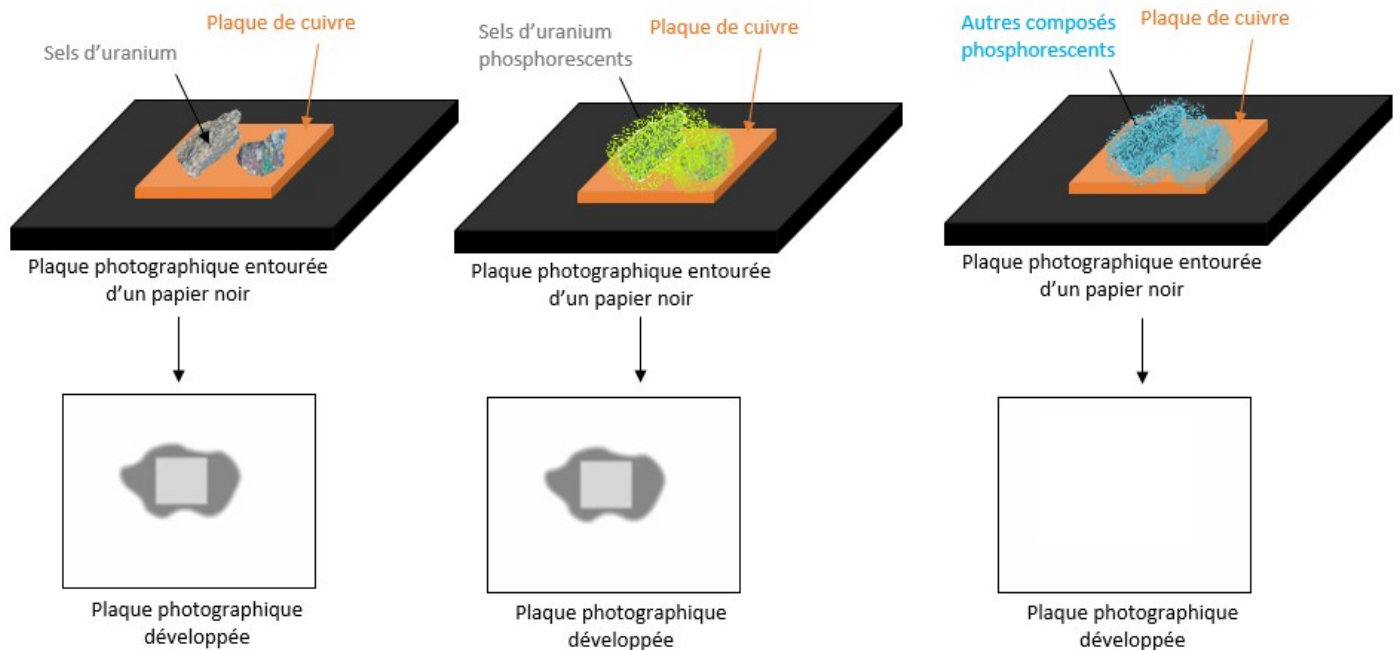 Plaque de cuivre
Sels d’uranium
Plaque photographique entourée
d’un papier noir
Plaque photographique
développée
Sels d’uranium
phosphorescents
Plaque de cuivre
Plaque photographique entourée
d’un papier noir
Plaque photographique
développée
Autres composés
phosphorescents
Plaque de cuivre
Plaque photographique entourée
d’un papier noir
Plaque photographique
développée